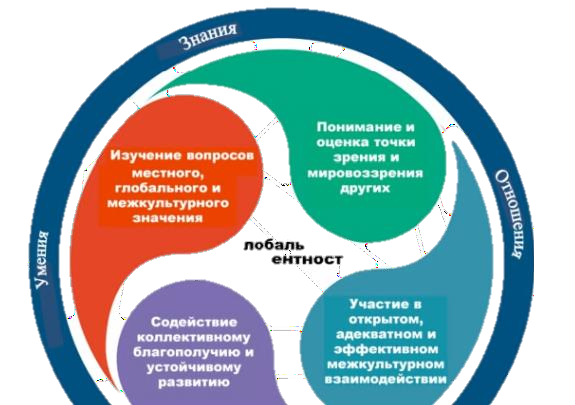 Знания
Понимание и
оценка точки
зрения и
мировоззрения
других
Изучение вопросов
местного,
глобального и
межкультурного
значения
Отношения
Умения
лобаль
ентност
Участие в
открытом,
адекватном и
эффективном
межкультурном
взаимодействии
Содействие
коллективному
благополучию и
устойчивому
развитию